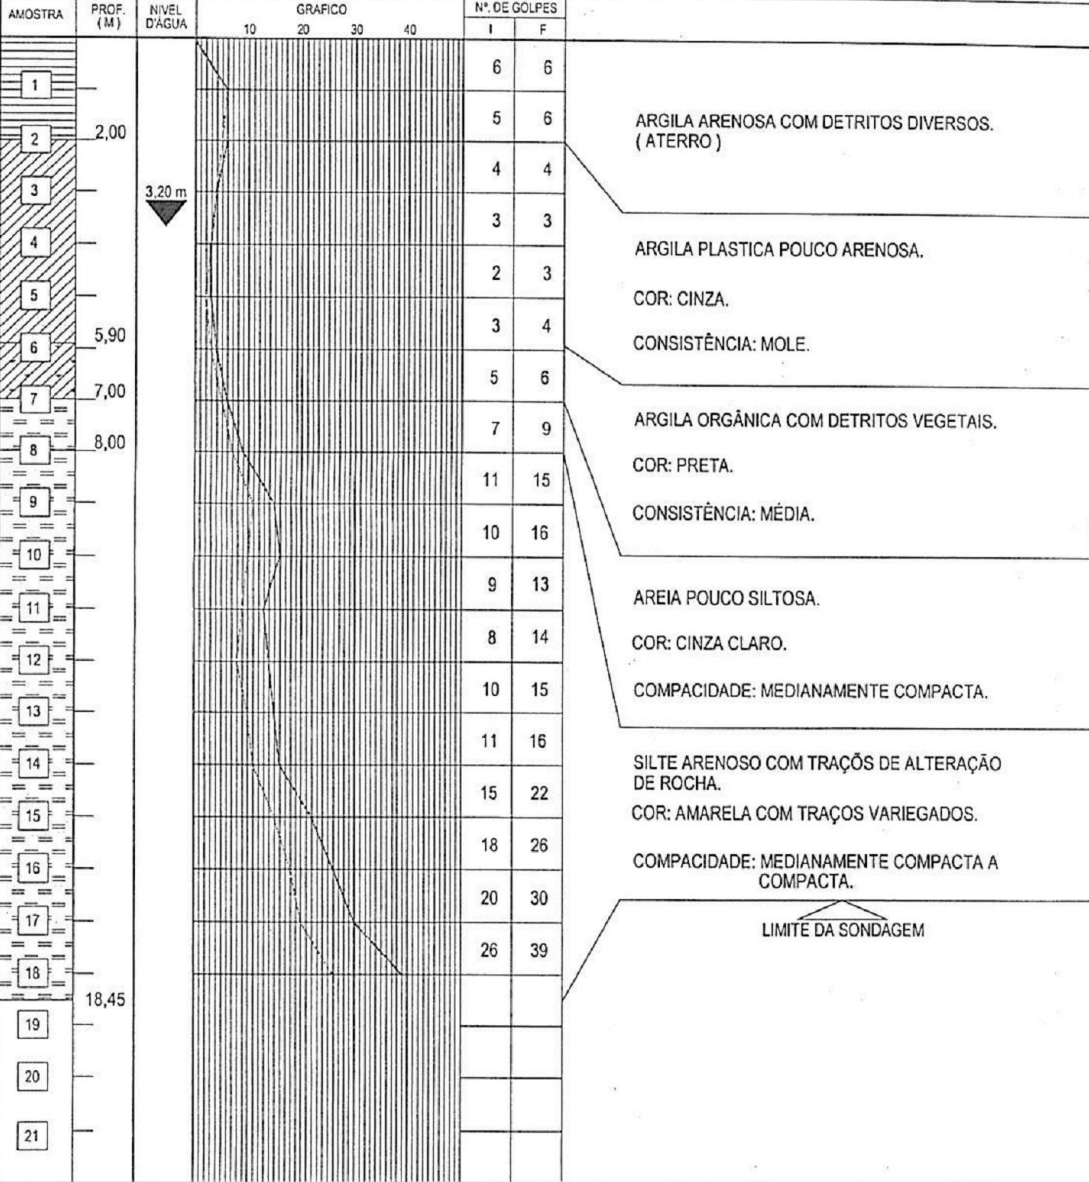 AMOSTRA PROF. (M) NIVEL D'ÁGUA GRAFICO Nº. DE GOLPES
10 20 30 40 I F
6 6
1
5 6
2 2,00
4 4
3 3,20 m
3 3
4
2 3
5
3 4
6 5,90
5 6
7 7,00
7 9
8 8,00
11 15
9
10 16
10
9 13
11
8 14
12
10 15
13
11 16
14
15 22
15
18 26
16
20 30
17
26 39
18
18,45
19
20
21
ARGILA ARENOSA COM DETRITOS DIVERSOS.
( ATERRO )
ARGILA PLASTICA POUCO ARENOSA.
COR: CINZA.
CONSISTÊNCIA: MOLE.
ARGILA ORGÂNICA COM DETRITOS VEGETAIS.
COR: PRETA.
CONSISTÊNCIA: MÉDIA.
AREIA POUCO SILTOSA.
COR: CINZA CLARO.
COMPACIDADE: MEDIANAMENTE COMPACTA.
SILTE ARENOSO COM TRAÇÕS DE ALTERAÇÃO
DE ROCHA.
COR: AMARELA COM TRAÇOS VARIEGADOS.
COMPACIDADE: MEDIANAMENTE COMPACTA A
COMPACTA.
LIMITE DA SONDAGEM